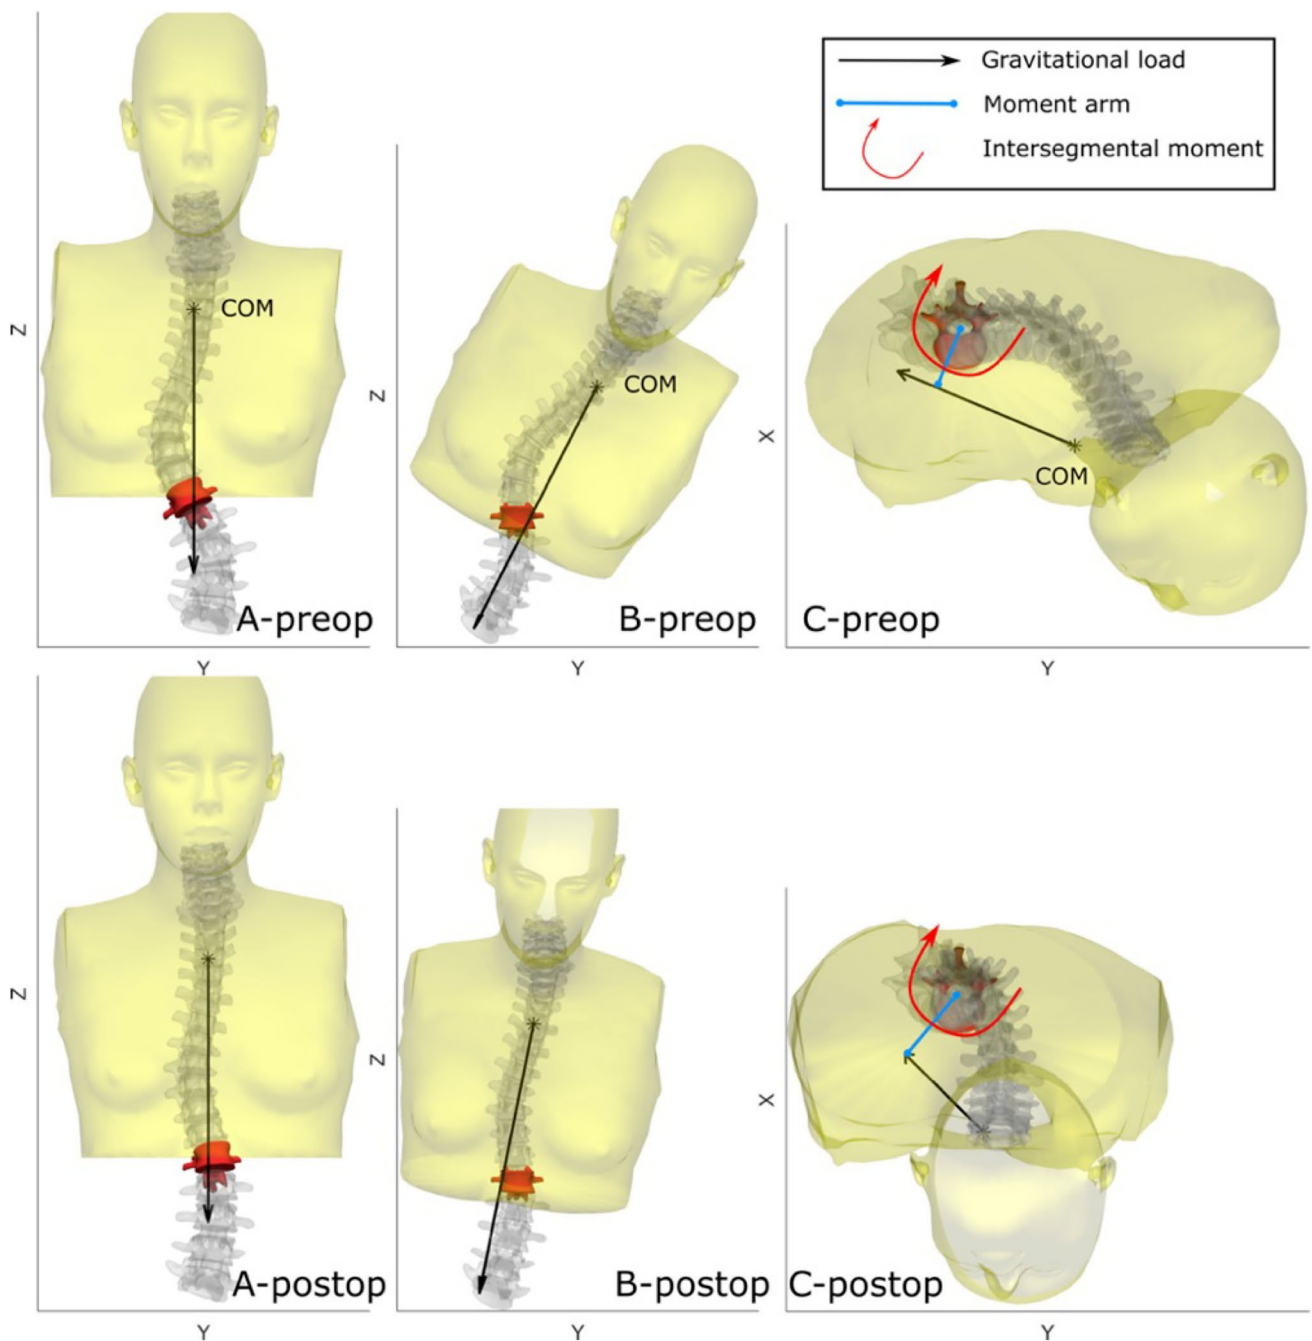 Gravitational load
Moment arm
Intersegmental moment
Z
COM
A-preop
Y
Z
COM
B-preop
Y
X
COM
C-preop
Y
Z
A-postop
Y
Z
B-postop
Y
X
C-postop
Y